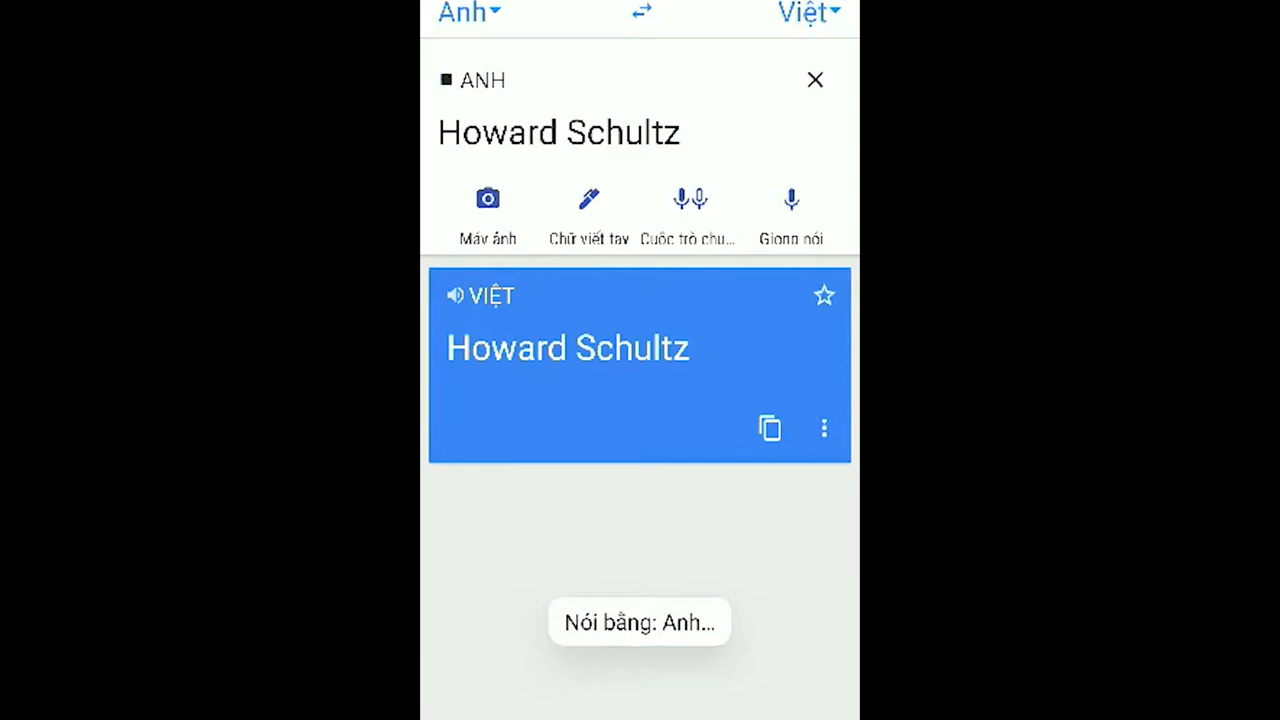 Anh Việt
ANH
Howard Schultz
Máy ảnh Chữ viết tay Cuộc trò chu... Giọng nói
VIỆT
Howard Schultz
Nói bằng: Anh...